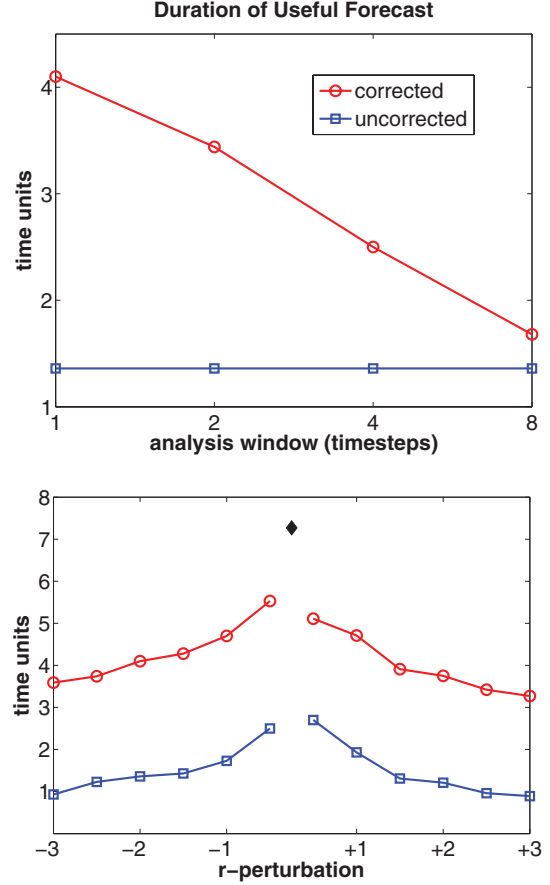 Duration of Useful Forecast
4
3
2
1
time units
corrected
uncorrected
1 2 4 8
analysis window (timesteps)
8
7
6
5
4
3
2
1
time units
−3 −2 −1 +1 +2 +3
r−perturbation